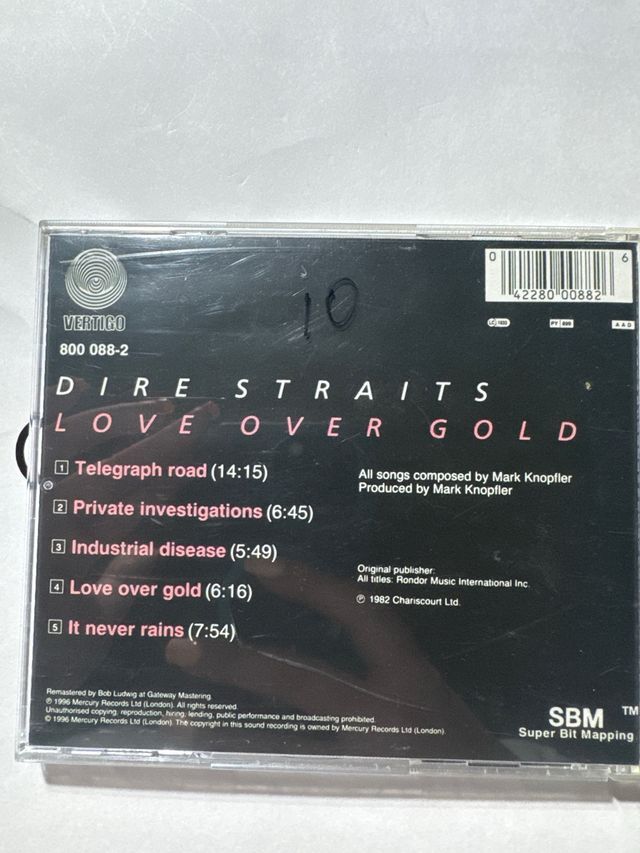 10
0 42280 00882 6
VERTIGO
LC 1633 PY 899 AAD
800 088-2
DIRE STRAITS
LOVE OVER GOLD
1 Telegraph road (14:15)
2 Private investigations (6:45)
3 Industrial disease (5:49)
4 Love over gold (6:16)
5 It never rains (7:54)
All songs composed by Mark Knopfler
Produced by Mark Knopfler
Original publisher:
All titles: Rondor Music International Inc.
℗ 1982 Chariscourt Ltd.
Remastered by Bob Ludwig at Gateway Mastering.
℗ 1996 Mercury Records Ltd (London). All rights reserved.
Unauthorised copying, reproduction, hiring, lending, public performance and broadcasting prohibited.
© 1996 Mercury Records Ltd (London). The copyright in this sound recording is owned by Mercury Records Ltd (London).
SBM TM
Super Bit Mapping